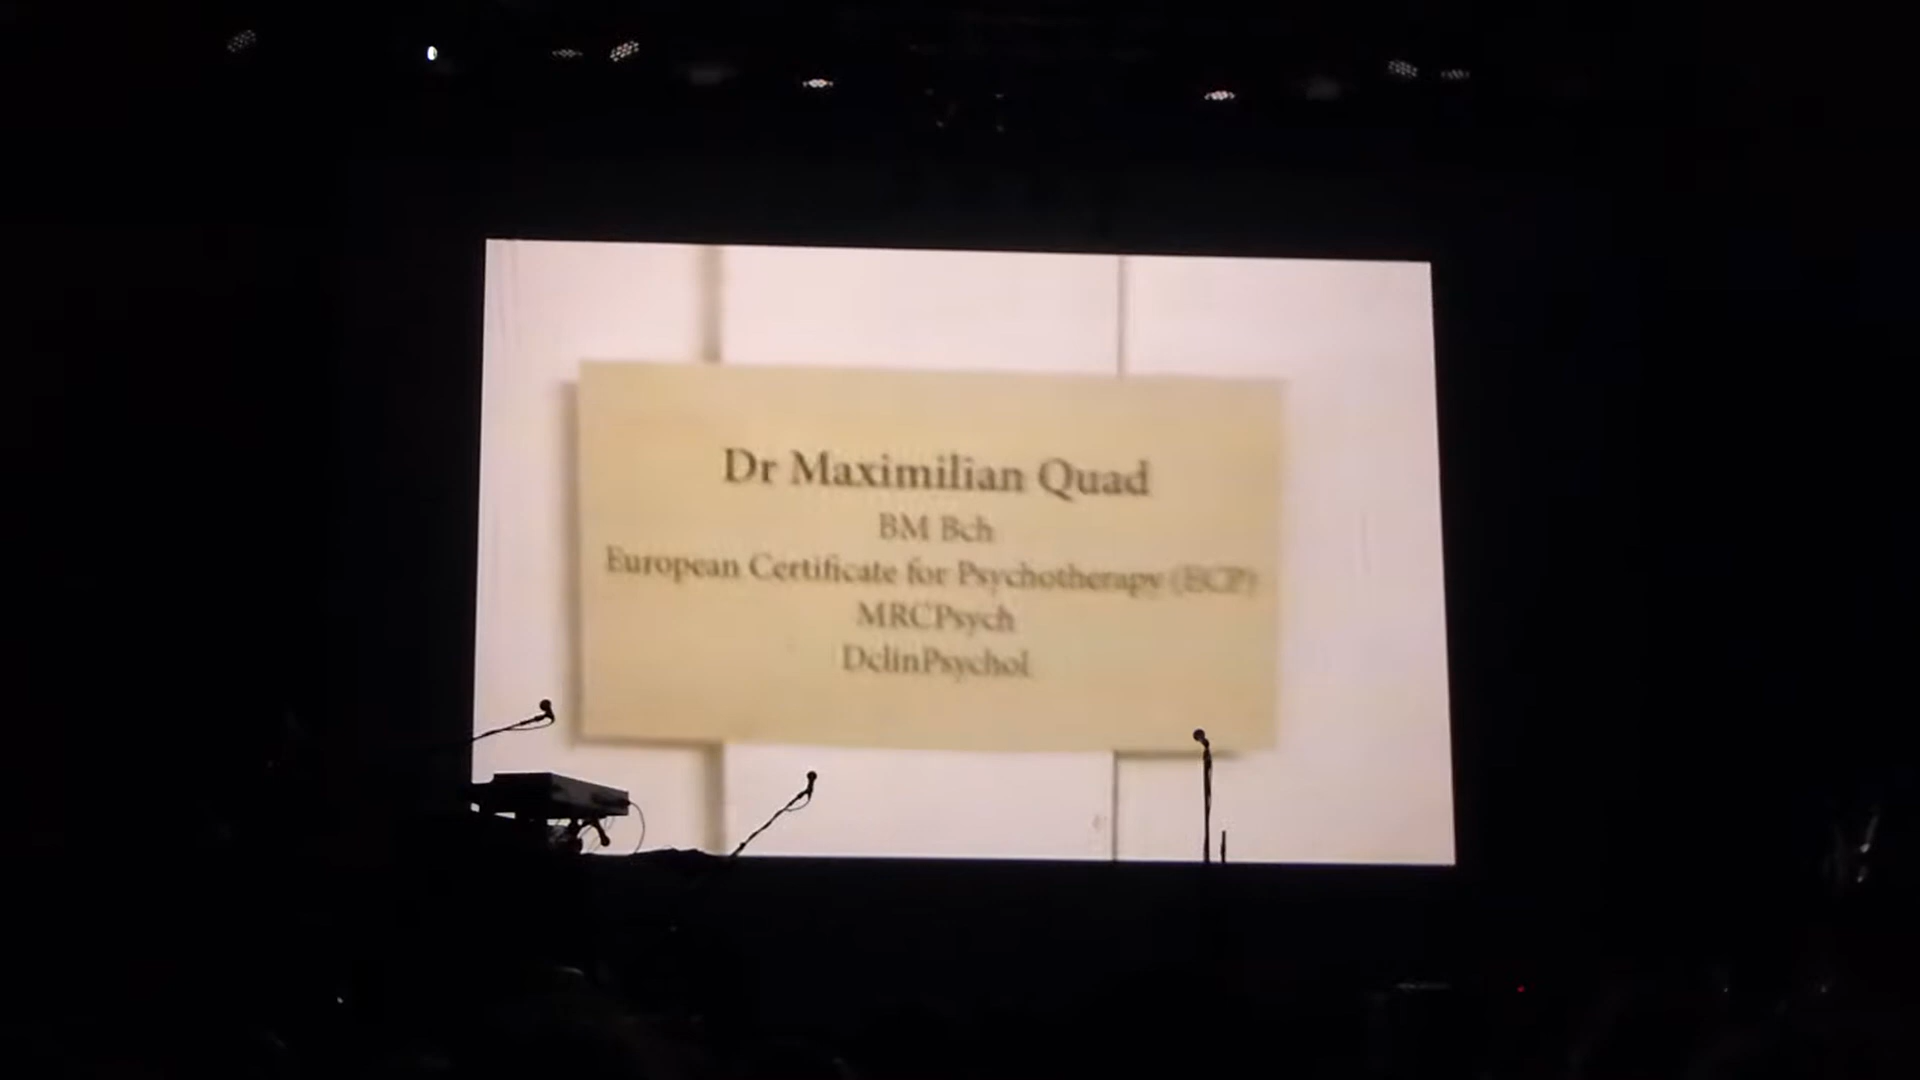 Dr Maximilian Quad
BM Bch
European Certificate for Psychotherapy (ECP)
MRCPsych
DclinPsychol